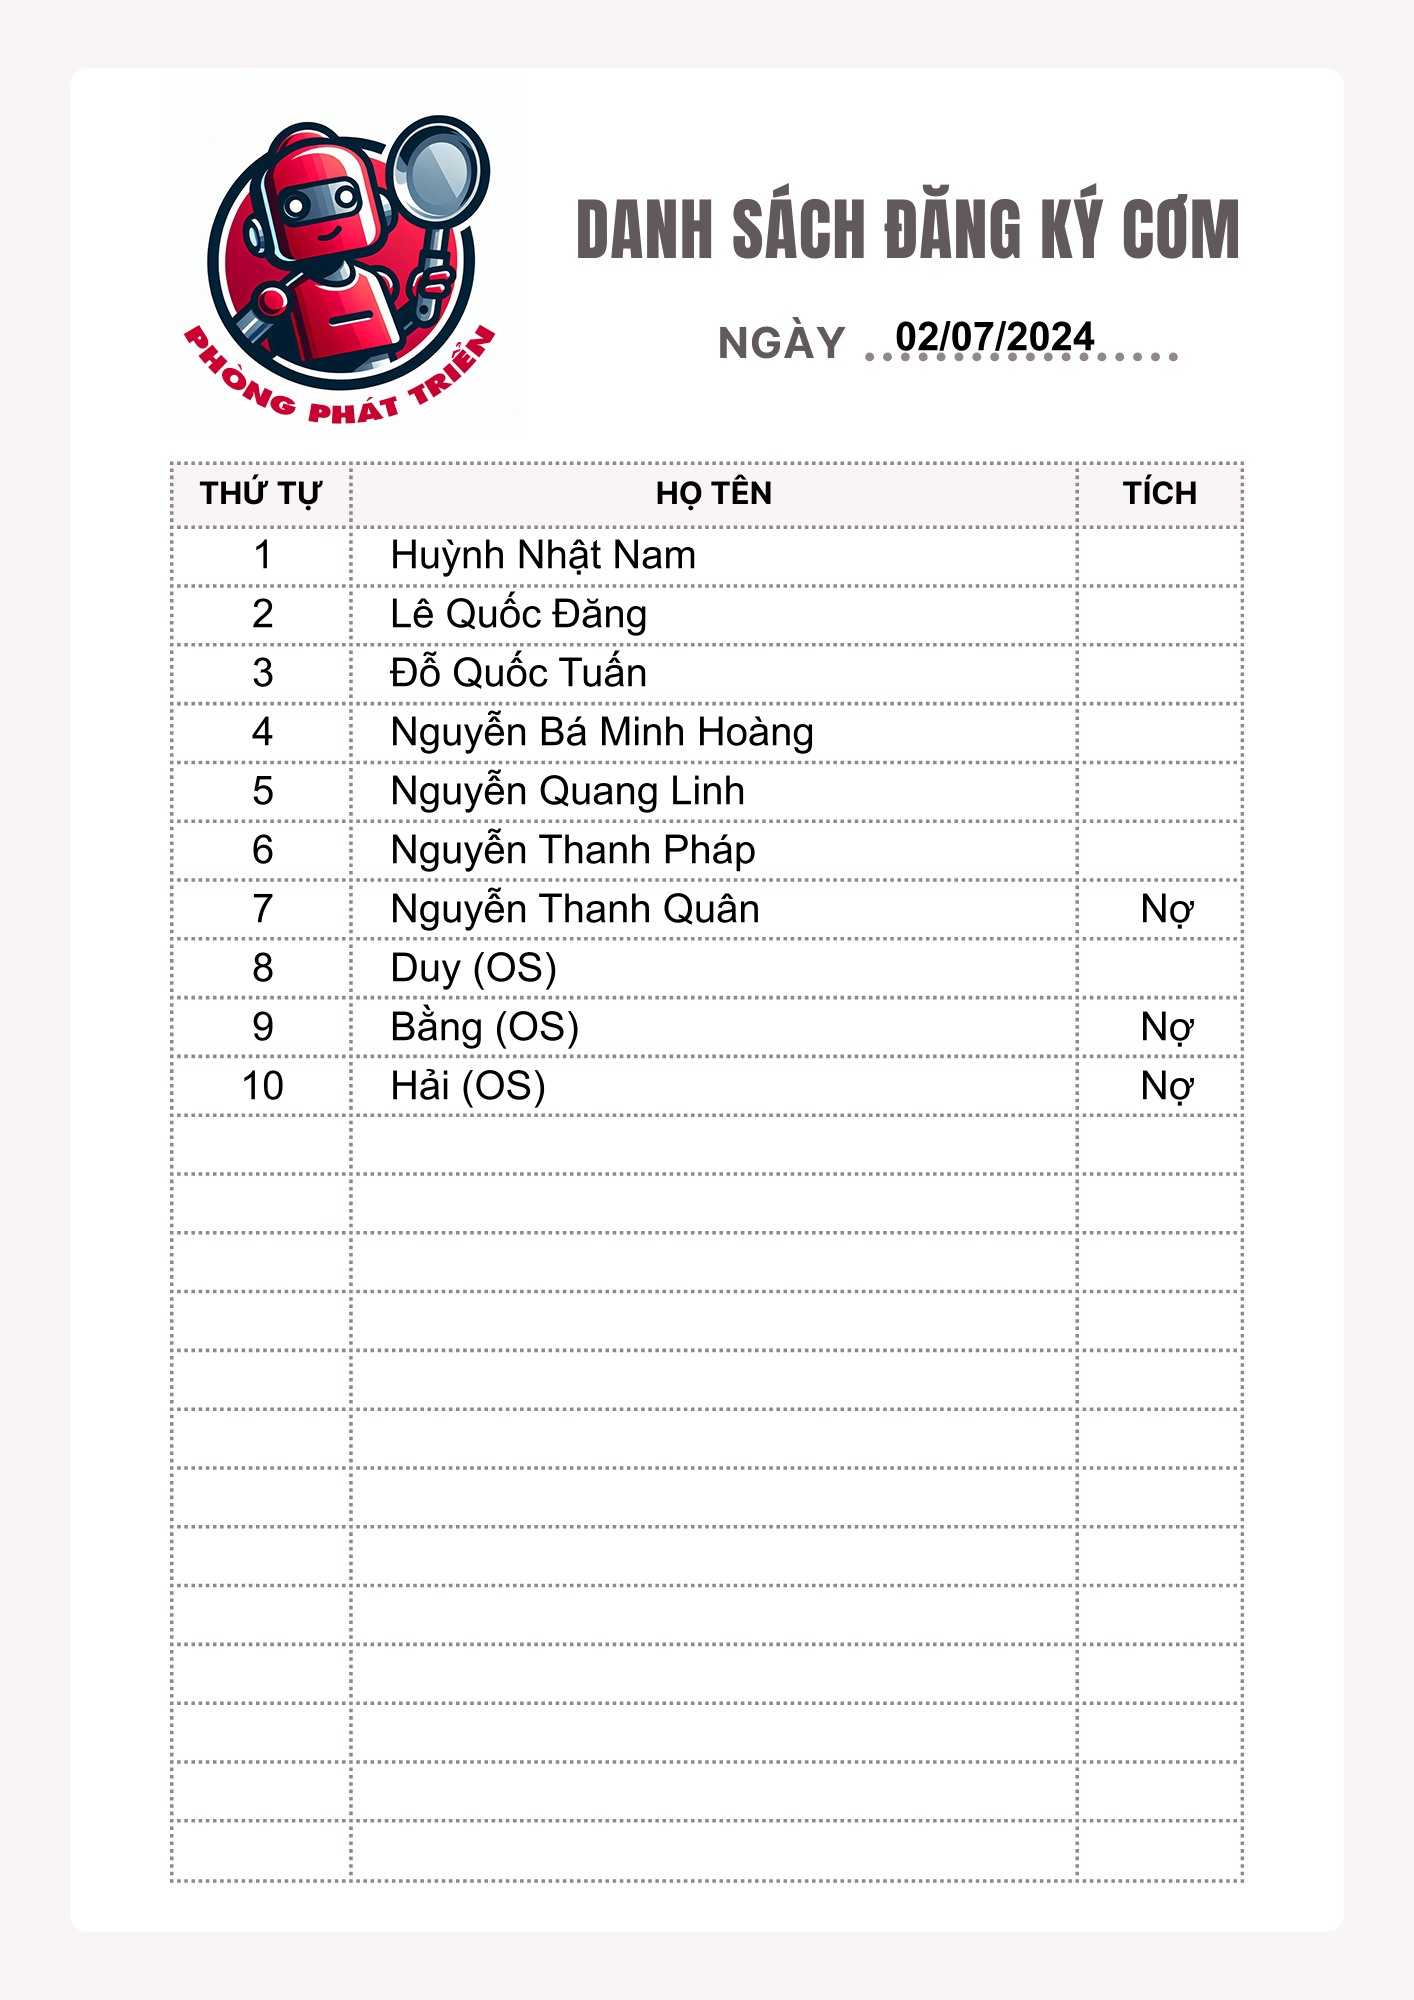 PHÒNG PHÁT TRIỂN
DANH SÁCH ĐĂNG KÝ CƠM
NGÀY 02/07/2024
THỨ TỰ HỌ TÊN TÍCH
1 Huỳnh Nhật Nam
2 Lê Quốc Đăng
3 Đỗ Quốc Tuấn
4 Nguyễn Bá Minh Hoàng
5 Nguyễn Quang Linh
6 Nguyễn Thanh Pháp
7 Nguyễn Thanh Quân Nợ
8 Duy (OS)
9 Bằng (OS) Nợ
10 Hải (OS) Nợ